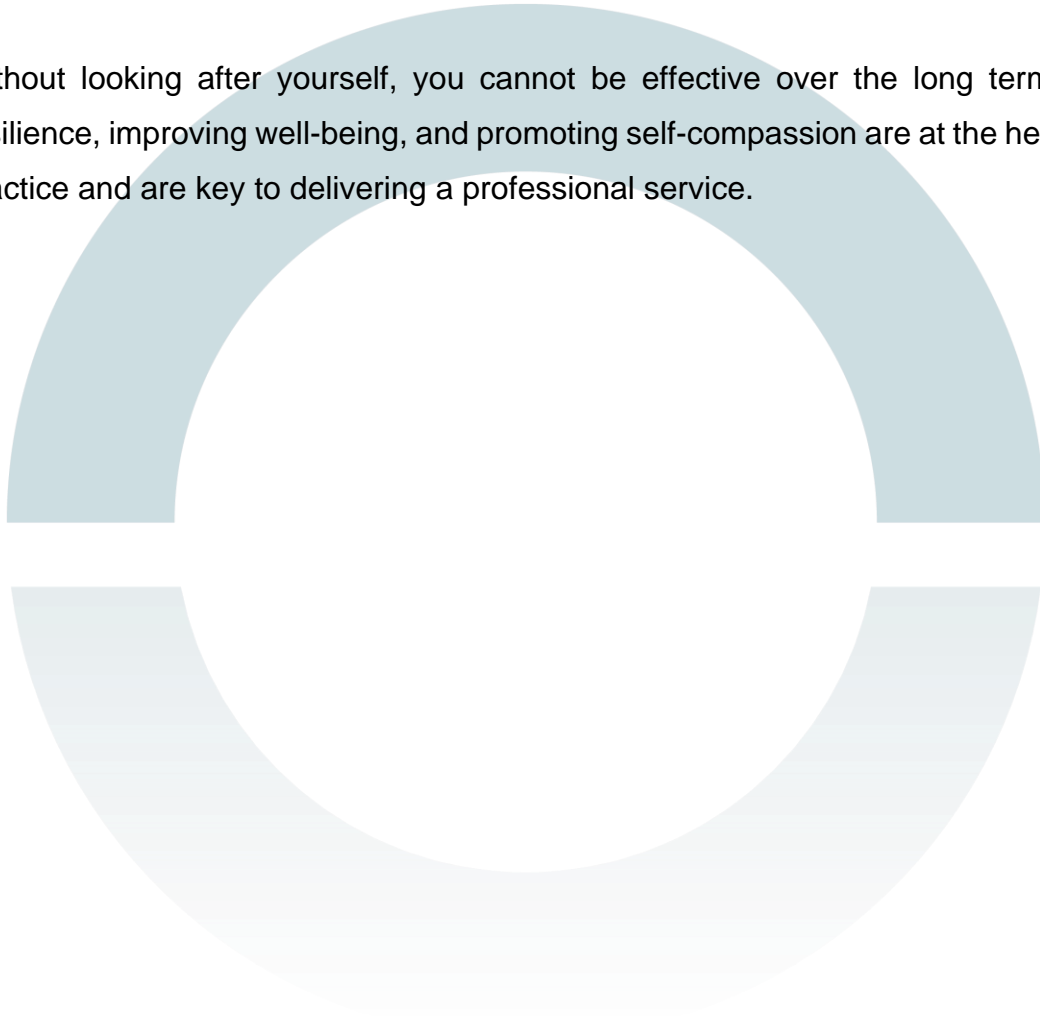 thout looking after yourself, you cannot be effective over the long term
silience, improving well-being, and promoting self-compassion are at the he
actice and are key to delivering a professional service.